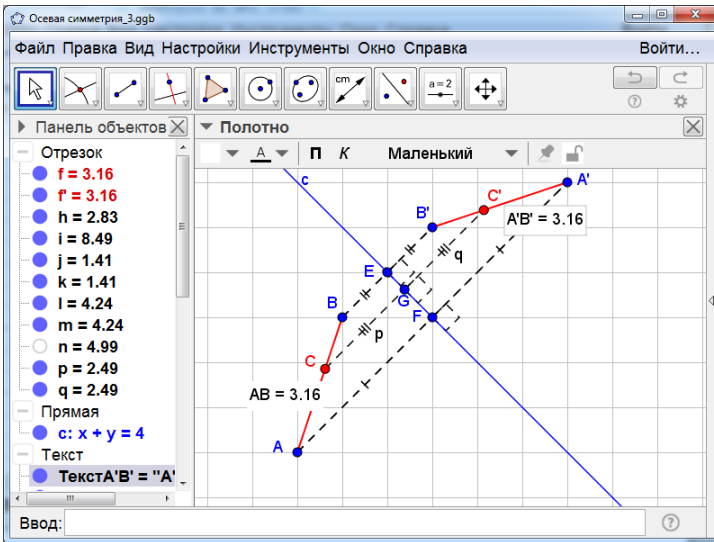 Осевая симметрия_3.ggb
Файл Правка Вид Настройки Инструменты Окно Справка Войти...
cm
a = 2
Панель объектов
Полотно
A П К Маленький
Отрезок
f = 3.16
f' = 3.16
h = 2.83
i = 8.49
j = 1.41
k = 1.41
l = 4.24
m = 4.24
n = 4.99
p = 2.49
q = 2.49
Прямая
c: x + y = 4
Текст
ТекстA'B' = "A'
c
A'
C'
B'
A'B' = 3.16
q
E
G
B
F
p
C
AB = 3.16
A
Ввод: